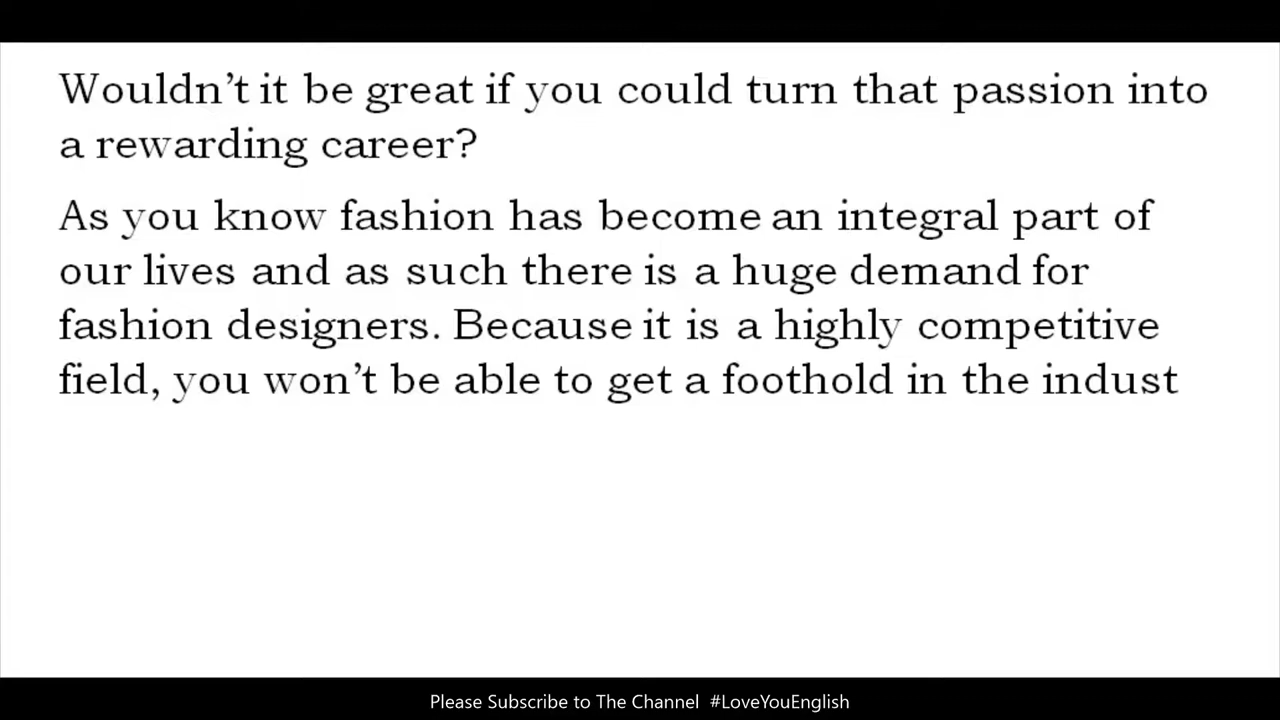 Wouldn't it be great if you could turn that passion into
a rewarding career?
As you know fashion has become an integral part of
our lives and as such there is a huge demand for
fashion designers. Because it is a highly competitive
field, you won't be able to get a foothold in the indust
Please Subscribe to The Channel #LoveYouEnglish